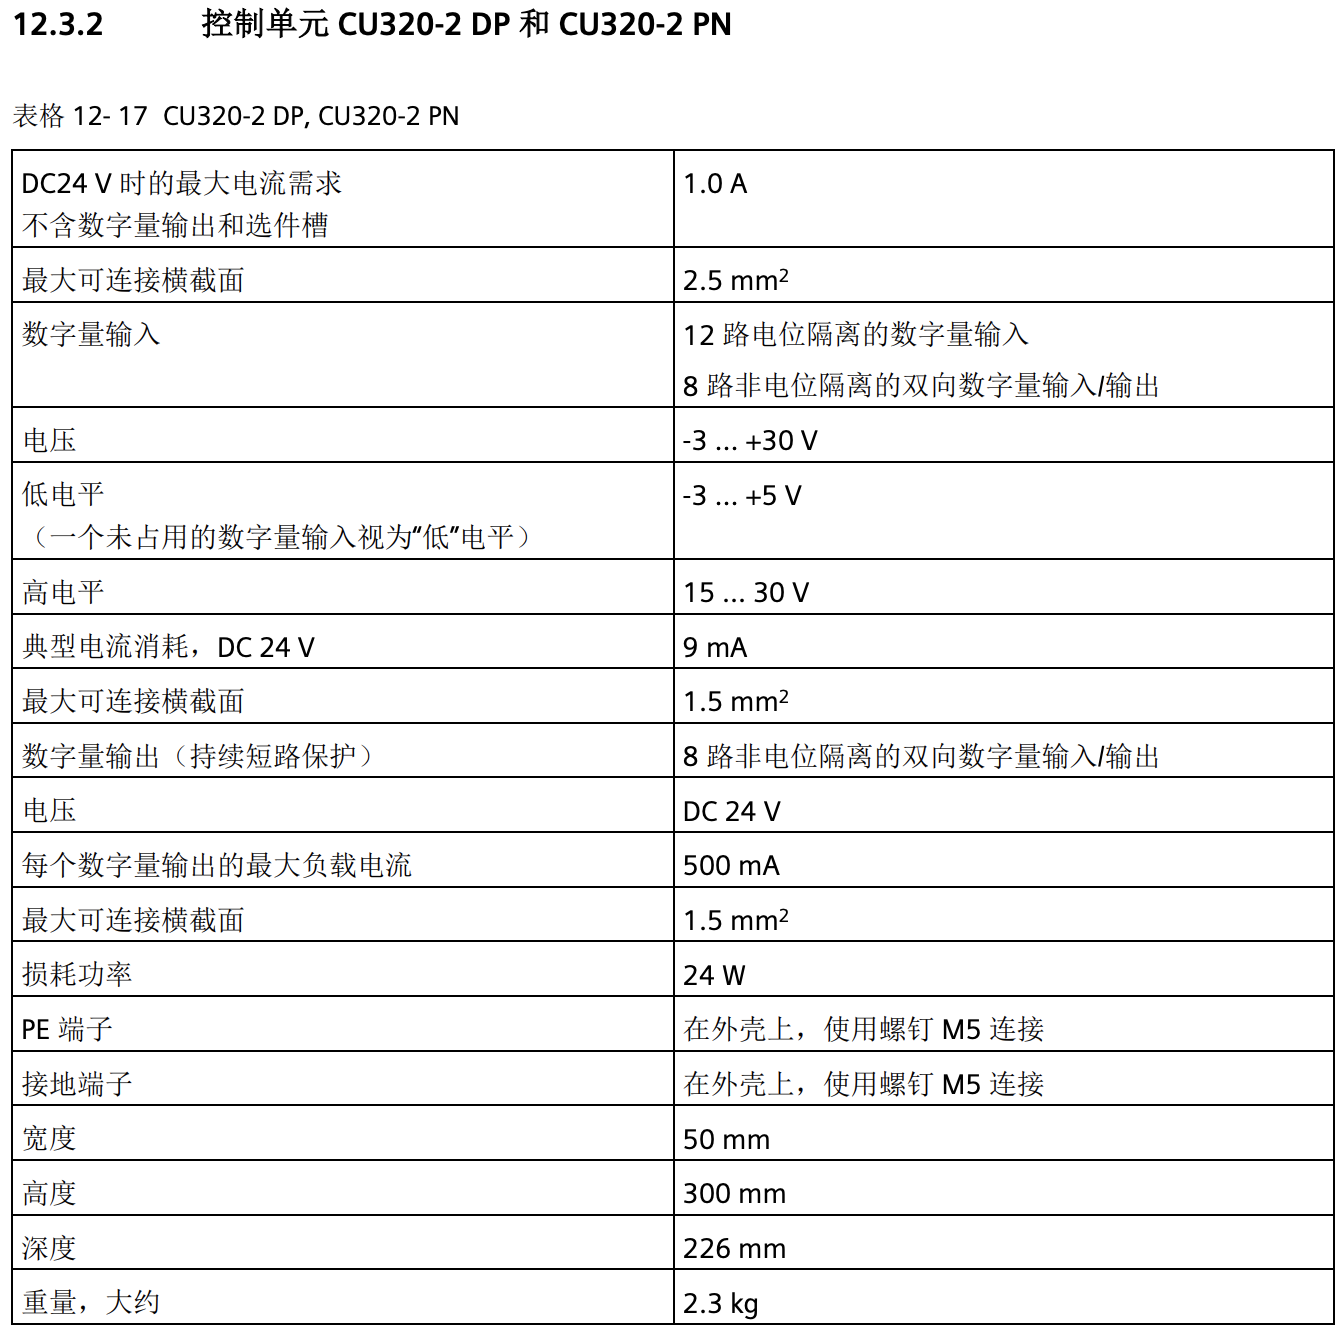 12.3.2 控制单元 CU320-2 DP 和 CU320-2 PN
表格 12- 17 CU320-2 DP, CU320-2 PN
DC24 V 时的最大电流需求 1.0 A
不含数字量输出和选件槽
最大可连接横截面 2.5 mm²
数字量输入 12 路电位隔离的数字量输入
8 路非电位隔离的双向数字量输入/输出
电压 -3 ... +30 V
低电平 -3 ... +5 V
（一个未占用的数字量输入视为“低”电平）
高电平 15 ... 30 V
典型电流消耗，DC 24 V 9 mA
最大可连接横截面 1.5 mm²
数字量输出（持续短路保护） 8 路非电位隔离的双向数字量输入/输出
电压 DC 24 V
每个数字量输出的最大负载电流 500 mA
最大可连接横截面 1.5 mm²
损耗功率 24 W
PE 端子 在外壳上，使用螺钉 M5 连接
接地端子 在外壳上，使用螺钉 M5 连接
宽度 50 mm
高度 300 mm
深度 226 mm
重量，大约 2.3 kg